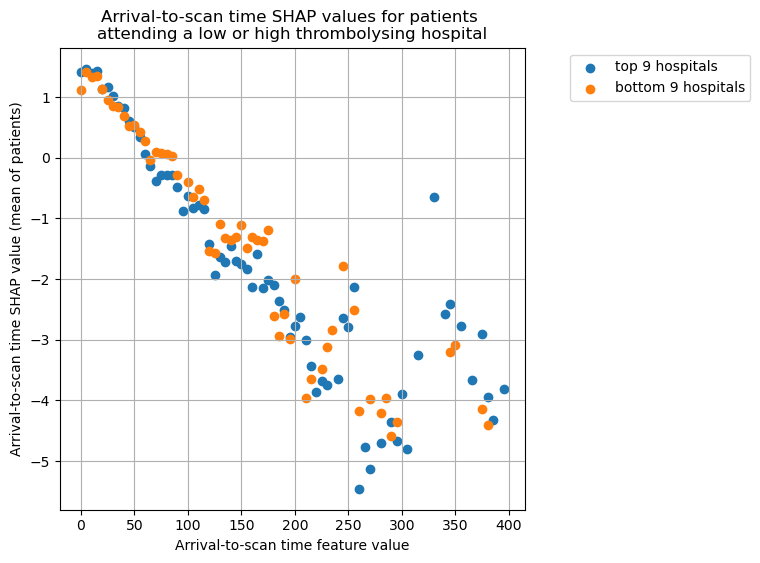 Arrival-to-scan time SHAP values for patients
attending a low or high thrombolysing hospital
top 9 hospitals
bottom 9 hospitals
Arrival-to-scan time SHAP value (mean of patients)
1
0
−1
−2
−3
−4
−5
0 50 100 150 200 250 300 350 400
Arrival-to-scan time feature value